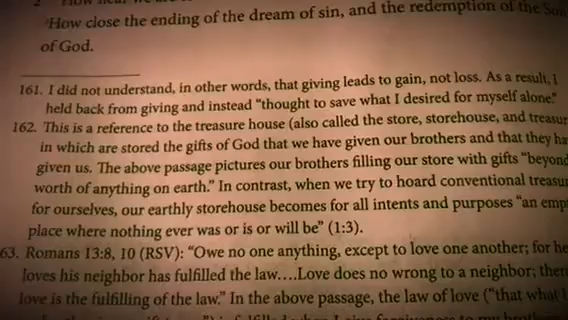 How close the ending of the dream of sin, and the redemption of the Son
of God.
161. I did not understand, in other words, that giving leads to gain, not loss. As a result, I
held back from giving and instead “thought to save what I desired for myself alone.”
162. This is a reference to the treasure house (also called the store, storehouse, and treasur
in which are stored the gifts of God that we have given our brothers and that they ha
given us. The above passage pictures our brothers filling our store with gifts “beyond
worth of anything on earth.” In contrast, when we try to hoard conventional treasu
for ourselves, our earthly storehouse becomes for all intents and purposes “an emp
place where nothing ever was or is or will be” (1:3).
63. Romans 13:8, 10 (RSV): “Owe no one anything, except to love one another; for he
loves his neighbor has fulfilled the law.…Love does no wrong to a neighbor; ther
love is the fulfilling of the law.” In the above passage, the law of love (“that what I